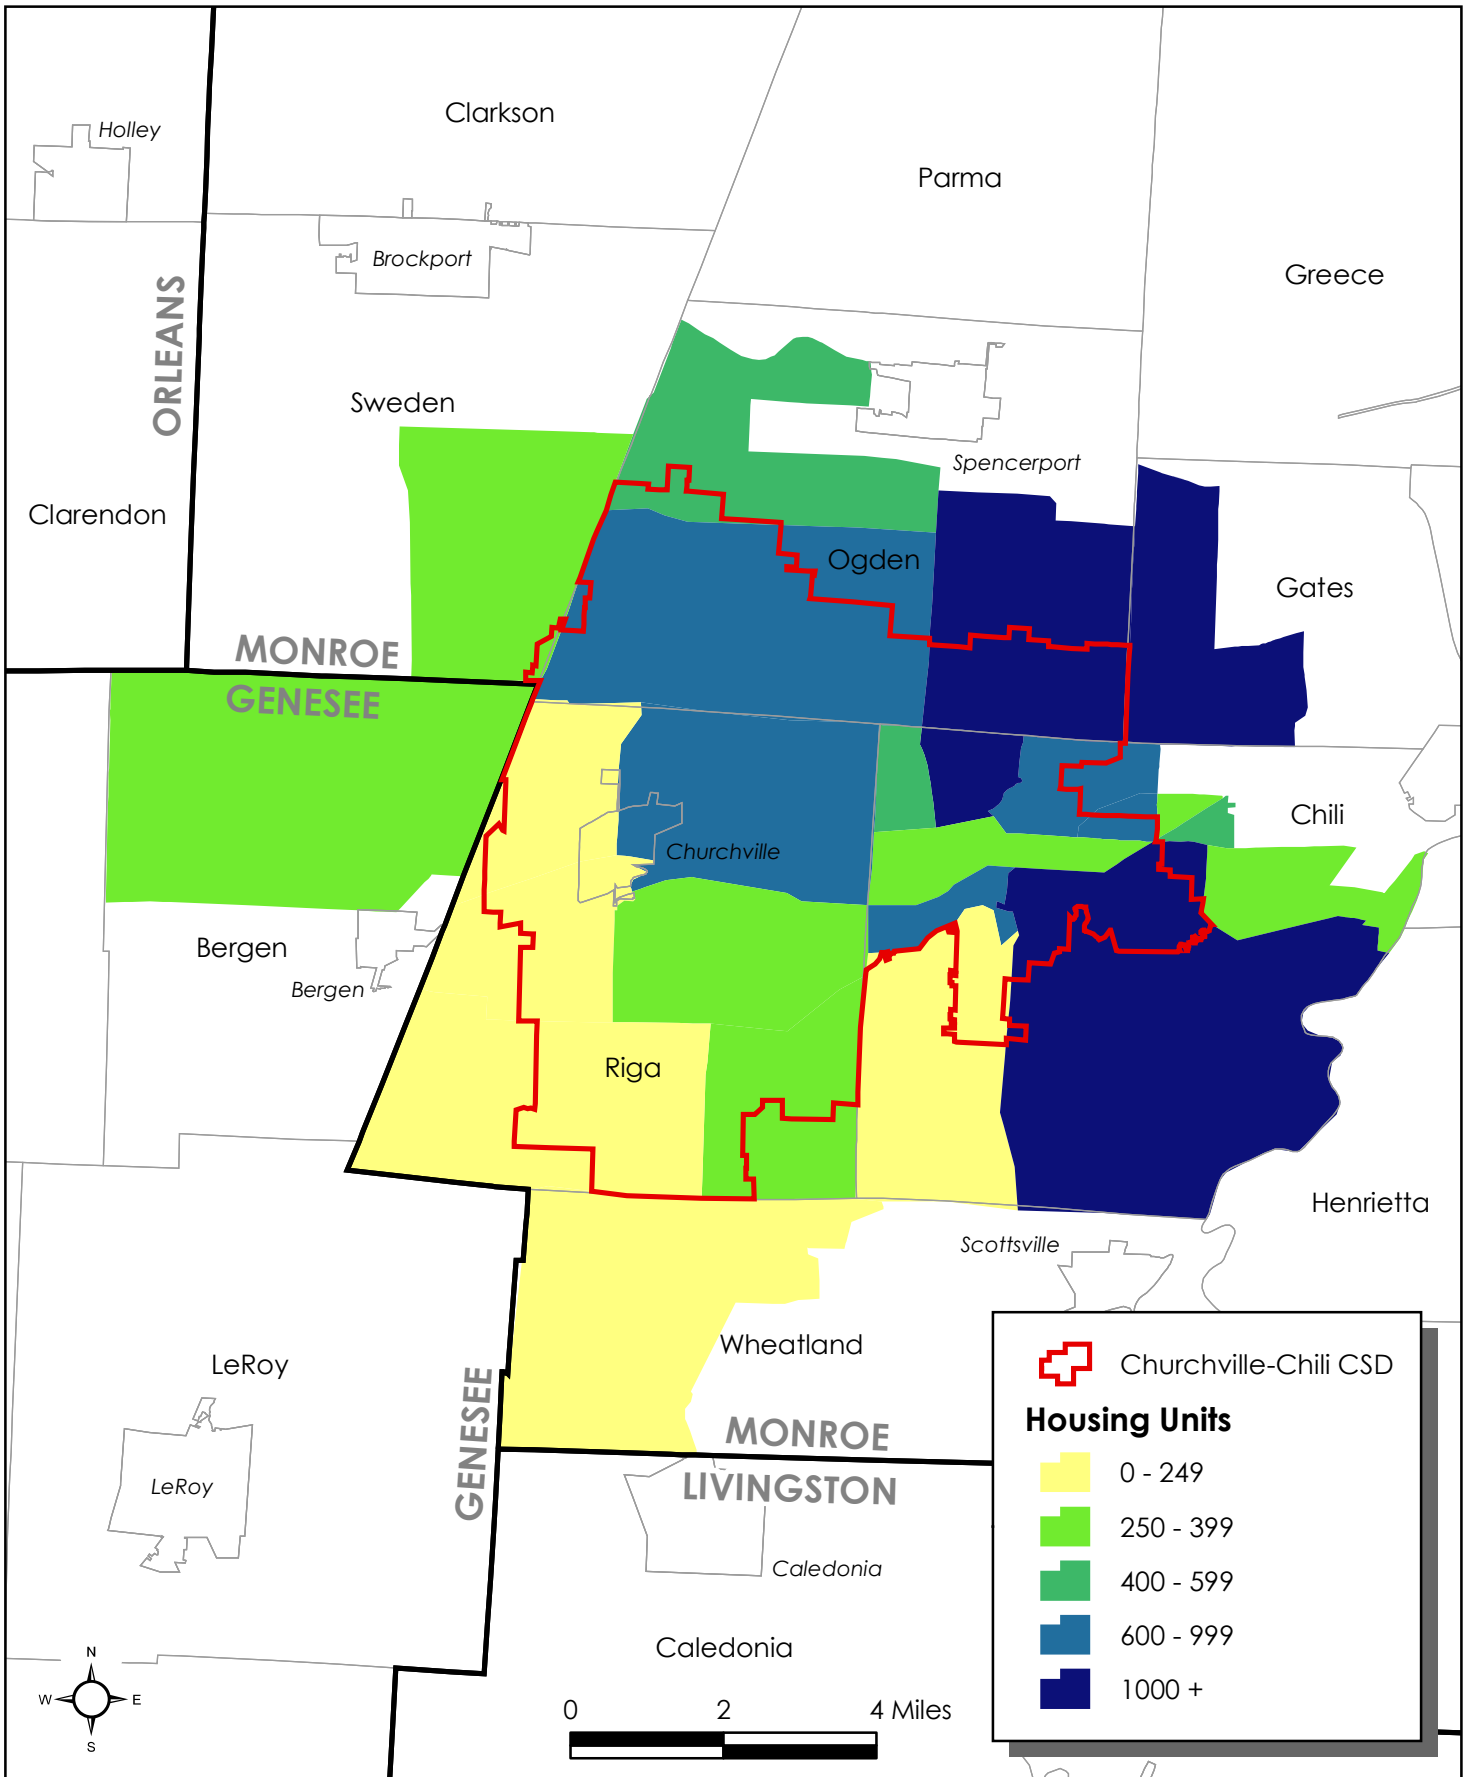 Clarkson
Holley
Parma
Brockport
Greece
ORLEANS
Sweden
Spencerport
Clarendon
Ogden
Gates
MONROE
GENESEE
Chili
Churchville
Bergen
Bergen
Riga
Henrietta
Scottsville
Wheatland
LeRoy
GENESEE
LeRoy
MONROE
LIVINGSTON
Caledonia
Caledonia
Churchville-Chili CSD
Housing Units
0 - 249
250 - 399
400 - 599
600 - 999
1000 +
N
W E
S
0 2 4 Miles